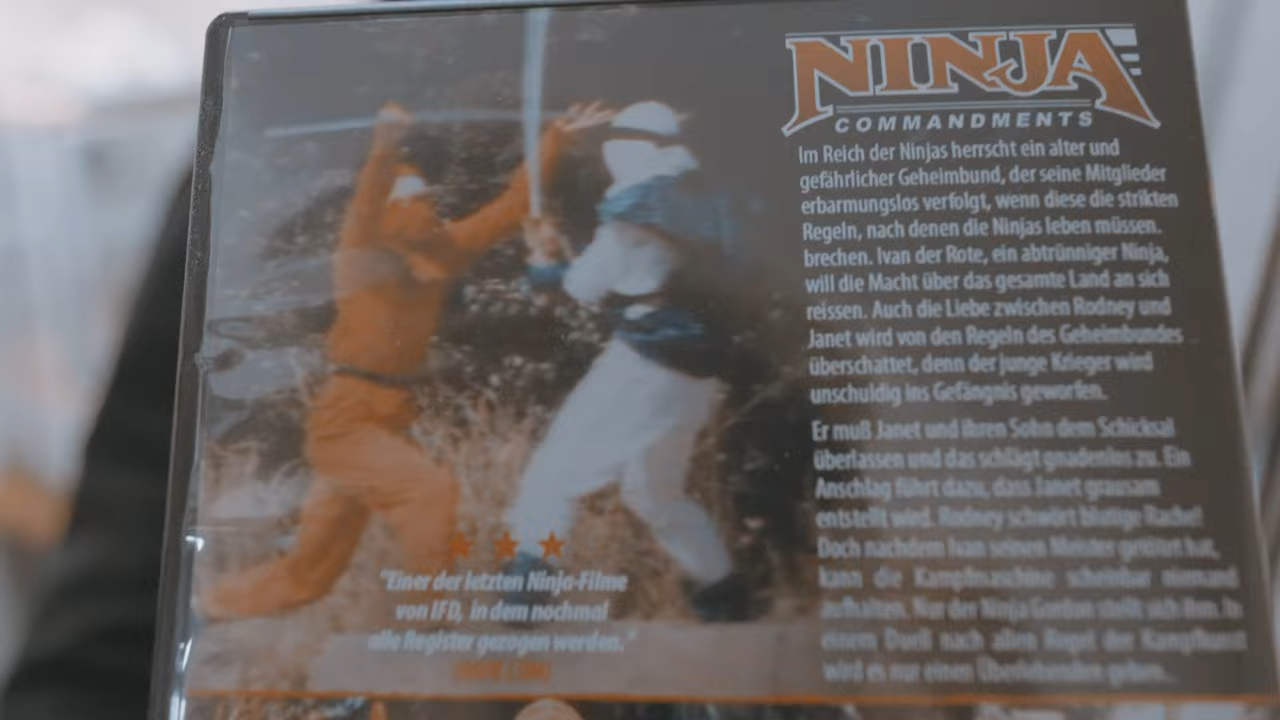 NINJA
COMMANDMENTS
Im Reich der Ninjas herrscht ein alter und
gefährlicher Geheimbund, der seine Mitglieder
erbarmungslos verfolgt, wenn diese die strikten
Regeln, nach denen die Ninjas leben müssen.
brechen. Ivan der Rote, ein abtrünniger Ninja,
will die Macht über das gesamte Land an sich
reissen. Auch die Liebe zwischen Rodney und
Janet wird von den Regeln des Geheimbundes
überschattet, denn der junge Krieger wird
unschuldig ins Gefängnis geworfen.
Er muß Janet und ihren Sohn dem Schicksal
überlassen und das schlägt gnadenlos zu. Ein
Anschlag führt dazu, dass Janet grausam
entstellt wird. Rodney schwört blutige Rache!
Doch nachdem Ivan seinen Meister getötet hat,
kann die Kampfmaschine scheinbar niemand
aufhalten. Nur der Ninja Gordon stellt sich ihm. In
einem Duell nach allen Regel der Kampfkunst
wird es nur einen Überlebenden geben.
"Einer der letzten Ninja-Filme
von IFD, in dem nochmal
alle Register gezogen werden."